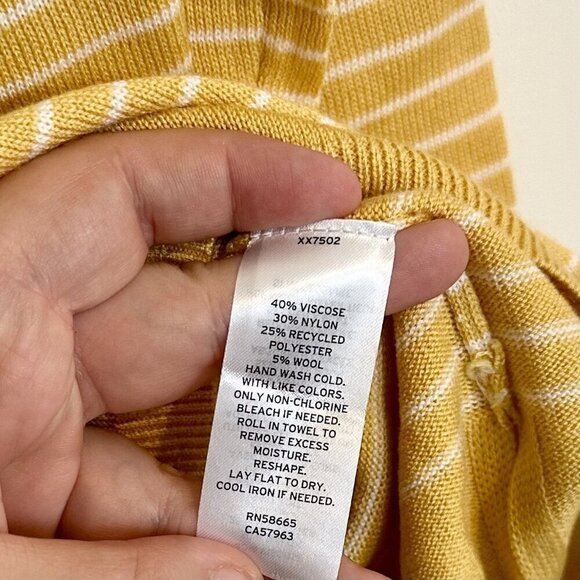 XX7502
40% VISCOSE
30% NYLON
25% RECYCLED
POLYESTER
5% WOOL
HAND WASH COLD.
WITH LIKE COLORS.
ONLY NON-CHLORINE
BLEACH IF NEEDED.
ROLL IN TOWEL TO
REMOVE EXCESS
MOISTURE.
RESHAPE.
LAY FLAT TO DRY.
COOL IRON IF NEEDED.
RN58665
CA57963